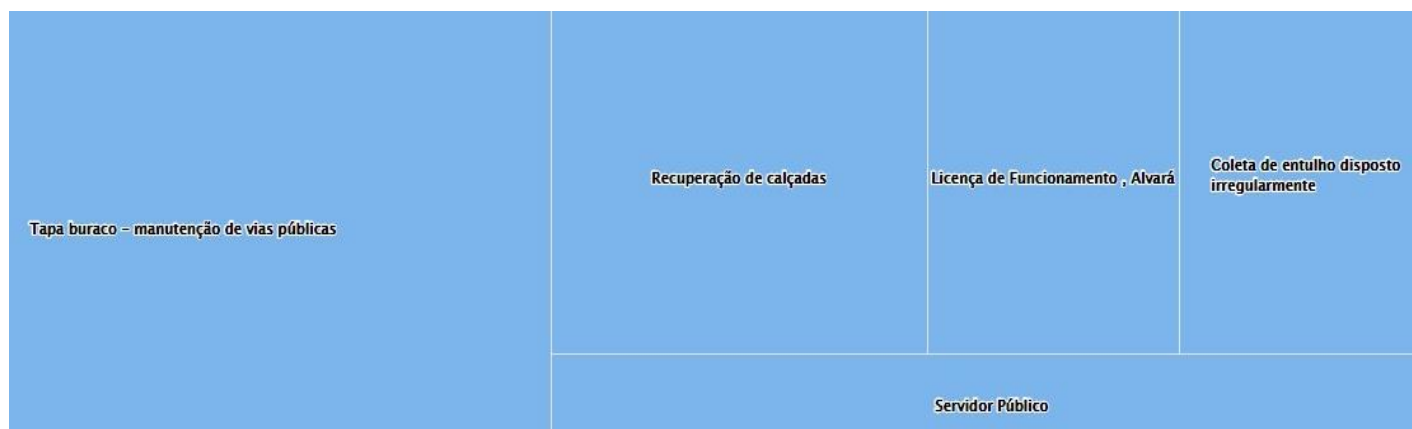 Tapa buraco – manutenção de vias públicas
Recuperação de calçadas
Licença de Funcionamento , Alvará
Coleta de entulho disposto
irregularmente
Servidor Público